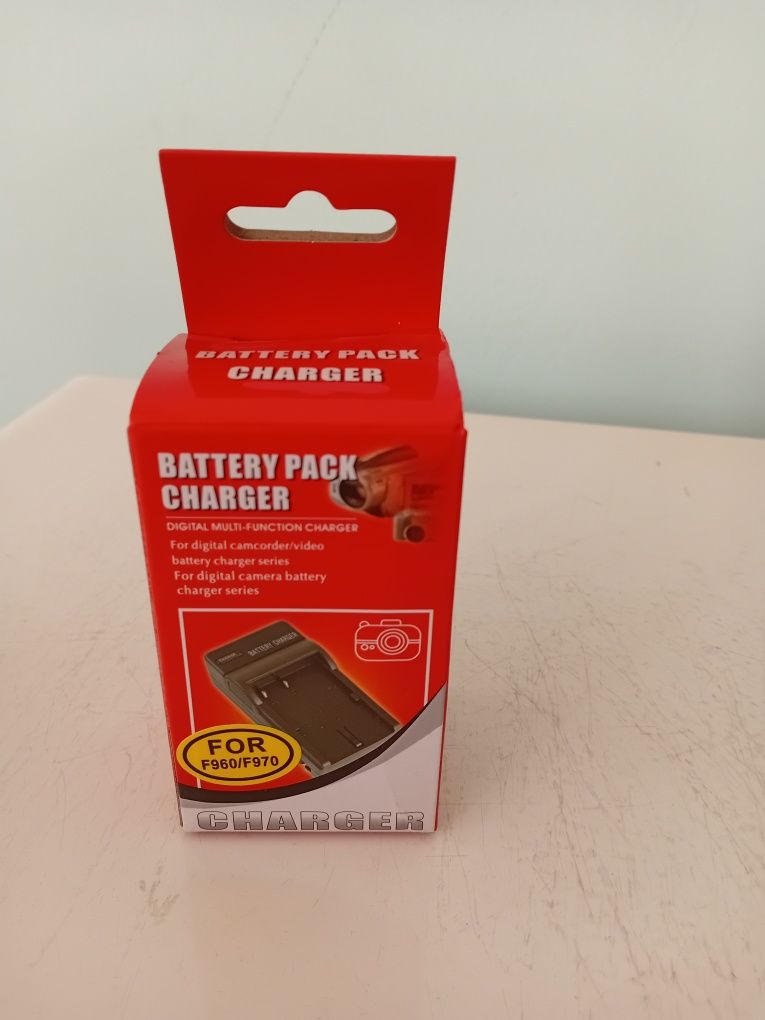 BATTERY PACK
CHARGER
BATTERY PACK
CHARGER
DIGITAL MULTI-FUNCTION CHARGER
For digital camcorder/video
battery charger series
For digital camera battery
charger series
BATTERY CHARGER
FOR
F960/F970
CHARGER